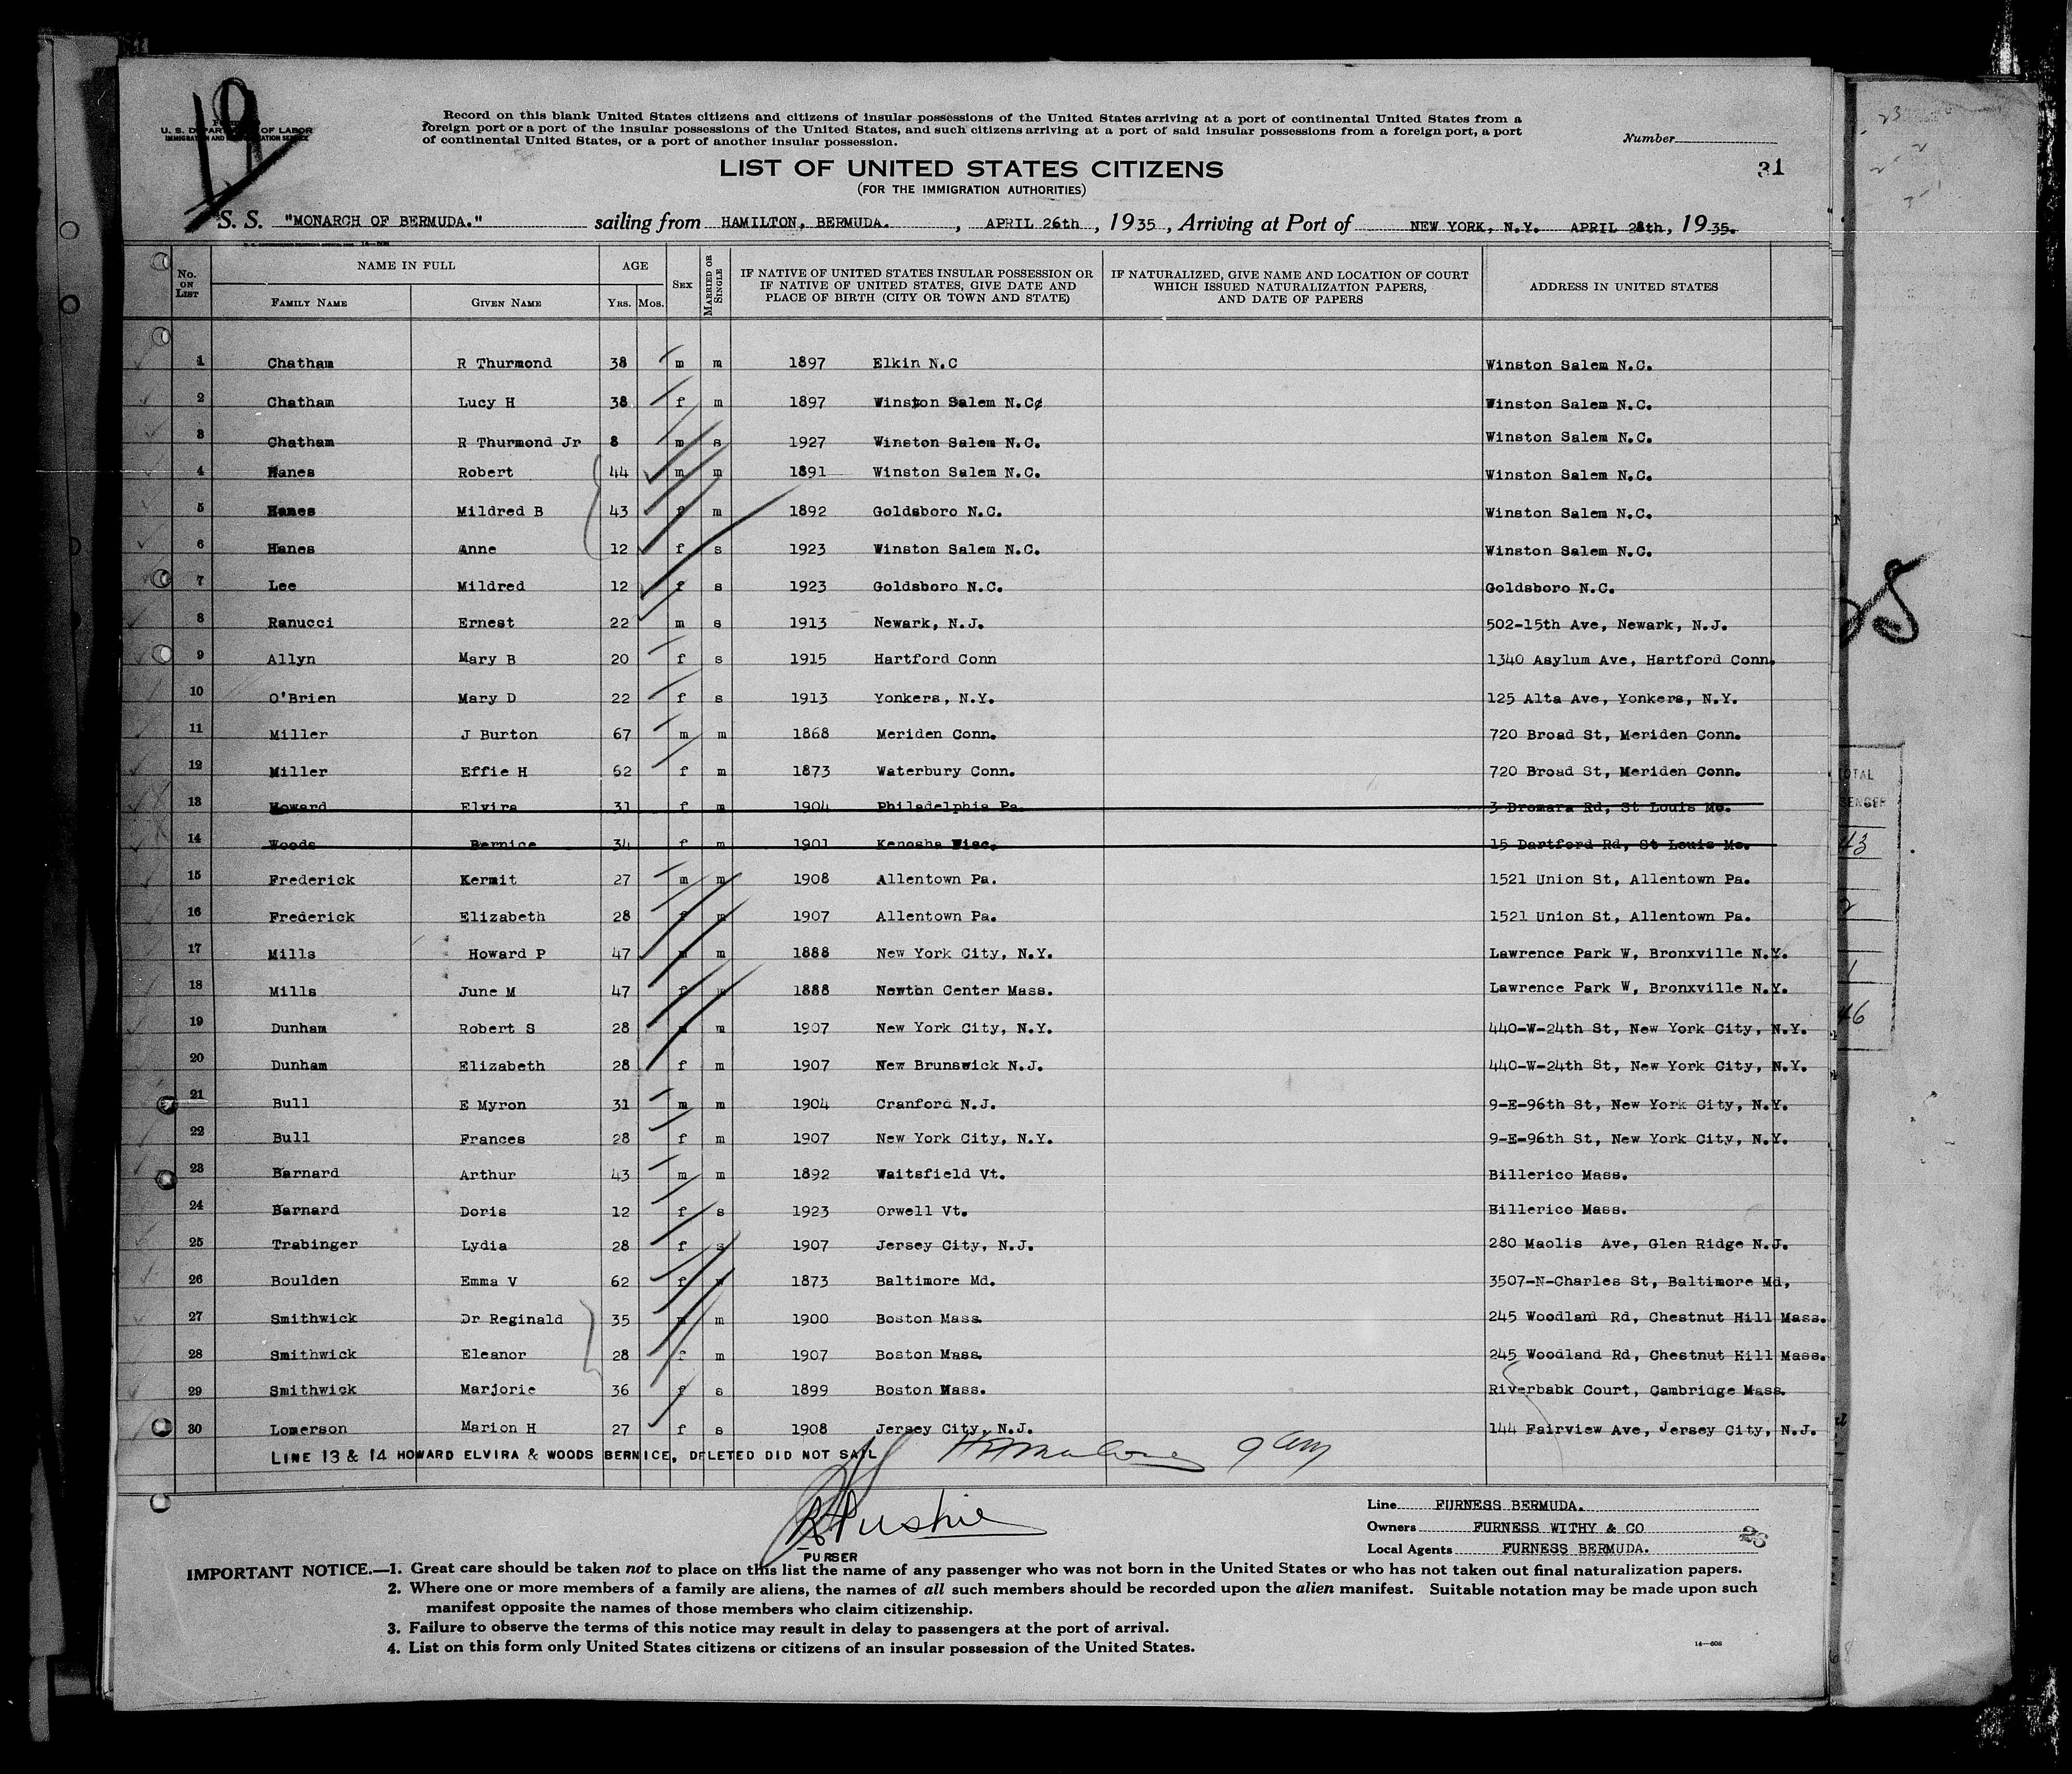 19
U. S. DEPARTMENT OF LABOR
IMMIGRATION AND NATURALIZATION SERVICE
Record on this blank United States citizens and citizens of insular possessions of the United States arriving at a port of continental United States from a
foreign port or a port of the insular possessions of the United States, and such citizens arriving at a port of said insular possessions from a foreign port, a port
of continental United States, or a port of another insular possession.
Number
LIST OF UNITED STATES CITIZENS
(FOR THE IMMIGRATION AUTHORITIES)
31
S. S. "MONARCH OF BERMUDA." sailing from HAMILTON, BERMUDA. , APRIL 26th , 1935 , Arriving at Port of NEW YORK, N.Y. APRIL 28th, 1935.
No. ON LIST NAME IN FULL FAMILY NAME GIVEN NAME AGE YRS. MOS. SEX MARRIED OR SINGLE IF NATIVE OF UNITED STATES INSULAR POSSESSION OR IF NATIVE OF UNITED STATES, GIVE DATE AND PLACE OF BIRTH (CITY OR TOWN AND STATE) IF NATURALIZED, GIVE NAME AND LOCATION OF COURT WHICH ISSUED NATURALIZATION PAPERS, AND DATE OF PAPERS ADDRESS IN UNITED STATES
1 Chatham R Thurmond 38 m m 1897 Elkin N.C Winston Salem N.C.
2 Chatham Lucy H 38 f m 1897 Winston Salem N.C. Winston Salem N.C.
3 Chatham R Thurmond Jr 8 m s 1927 Winston Salem N.C. Winston Salem N.C.
4 Hanes Robert 44 m m 1891 Winston Salem N.C. Winston Salem N.C.
5 Hanes Mildred B 43 f m 1892 Goldsboro N.C. Winston Salem N.C.
6 Hanes Anne 12 f s 1923 Winston Salem N.C. Winston Salem N.C.
7 Lee Mildred 12 f s 1923 Goldsboro N.C. Goldsboro N.C.
8 Ranucci Ernest 22 m s 1913 Newark, N.J. 502-15th Ave, Newark, N.J.
9 Allyn Mary B 20 f s 1915 Hartford Conn 1340 Asylum Ave, Hartford Conn.
10 O'Brien Mary D 22 f s 1913 Yonkers, N.Y. 125 Alta Ave, Yonkers, N.Y.
11 Miller J Burton 67 m m 1868 Meriden Conn. 720 Broad St, Meriden Conn.
12 Miller Effie H 62 f m 1873 Waterbury Conn. 720 Broad St, Meriden Conn.
13 Howard Elvira 31 f m 1904 Philadelphia Pa. 3 Dromara Rd, St Louis Mo.
14 Woods Bernice 34 f m 1901 Kenosha Wisc. 15 Dartford Rd, St Louis Mo.
15 Frederick Kermit 27 m m 1908 Allentown Pa. 1521 Union St, Allentown Pa.
16 Frederick Elizabeth 28 f m 1907 Allentown Pa. 1521 Union St, Allentown Pa.
17 Mills Howard P 47 m m 1888 New York City, N.Y. Lawrence Park W, Bronxville N.Y.
18 Mills June M 47 f m 1888 Newton Center Mass. Lawrence Park W, Bronxville N.Y.
19 Dunham Robert S 28 m m 1907 New York City, N.Y. 440-W-24th St, New York City, N.Y.
20 Dunham Elizabeth 28 f m 1907 New Brunswick N.J. 440-W-24th St, New York City, N.Y.
21 Bull E Myron 31 m m 1904 Cranford N.J. 9-E-96th St, New York City, N.Y.
22 Bull Frances 28 f m 1907 New York City, N.Y. 9-E-96th St, New York City, N.Y.
23 Barnard Arthur 43 m m 1892 Waitsfield Vt. Billerico Mass.
24 Barnard Doris 12 f s 1923 Orwell Vt. Billerico Mass.
25 Trabinger Lydia 28 f s 1907 Jersey City, N.J. 280 Maolis Ave, Glen Ridge N.J.
26 Boulden Emma V 62 f 1873 Baltimore Md. 3507-N-Charles St, Baltimore Md,
27 Smithwick Dr Reginald 35 m m 1900 Boston Mass. 245 Woodland Rd, Chestnut Hill Mass.
28 Smithwick Eleanor 28 f m 1907 Boston Mass. 245 Woodland Rd, Chestnut Hill Mass.
29 Smithwick Marjorie 36 f s 1899 Boston Mass. Riverbabk Court, Cambridge Mass.
30 Lomerson Marion H 27 f s 1908 Jersey City, N.J. 144 Fairview Ave, Jersey City, N.J.
LINE 13 & 14 HOWARD ELVIRA & WOODS BERNICE, DELETED DID NOT SAIL
PURSER
Line FURNESS BERMUDA.
Owners FURNESS WITHY & CO
Local Agents FURNESS BERMUDA.
28
IMPORTANT NOTICE.—1. Great care should be taken not to place on this list the name of any passenger who was not born in the United States or who has not taken out final naturalization papers.
2. Where one or more members of a family are aliens, the names of all such members should be recorded upon the alien manifest. Suitable notation may be made upon such
manifest opposite the names of those members who claim citizenship.
3. Failure to observe the terms of this notice may result in delay to passengers at the port of arrival.
4. List on this form only United States citizens or citizens of an insular possession of the United States.
14—608